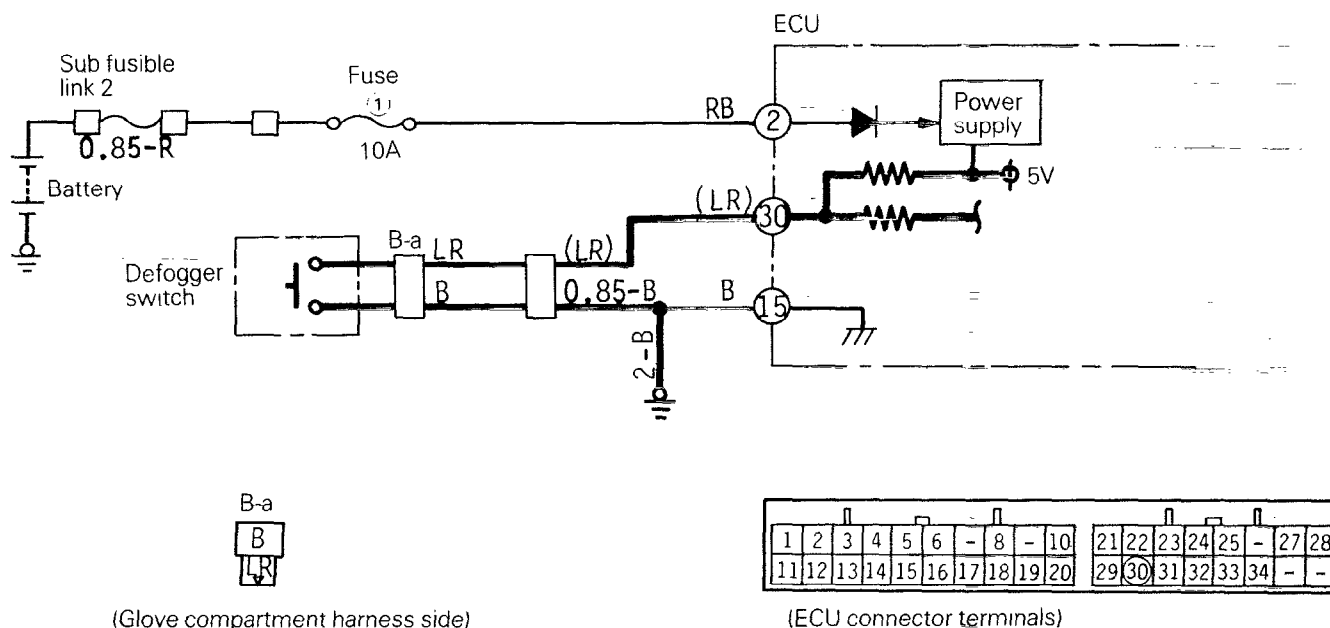 ECU
Sub fusible
link 2
Fuse
(1)
10A
0.85-R
RB
2
Power
supply
5V
Battery
(LR)
30
B-a
LR
(LR)
Defogger
switch
B
0.85-B
B
15
2-B
B-a
B
LR
(Glove compartment harness side)
1 2 3 4 5 6 - 8 - 10 21 22 23 24 25 - 27 28
11 12 13 14 15 16 17 18 19 20 29 30 31 32 33 34 - -
(ECU connector terminals)